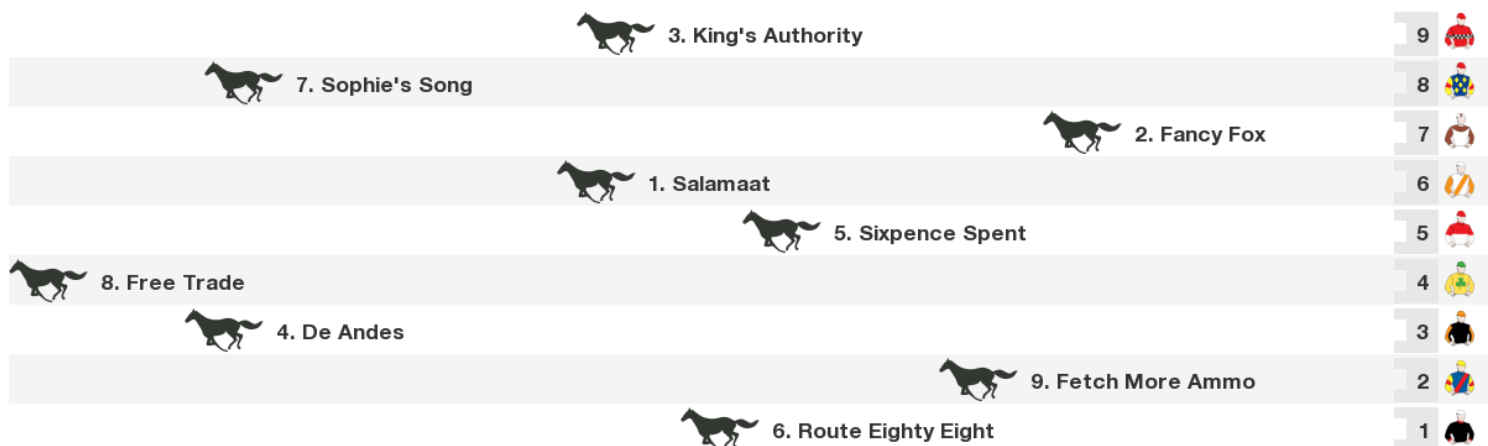 3. King's Authority 9
7. Sophie's Song 8
2. Fancy Fox 7
1. Salamaat 6
5. Sixpence Spent 5
8. Free Trade 4
4. De Andes 3
9. Fetch More Ammo 2
6. Route Eighty Eight 1